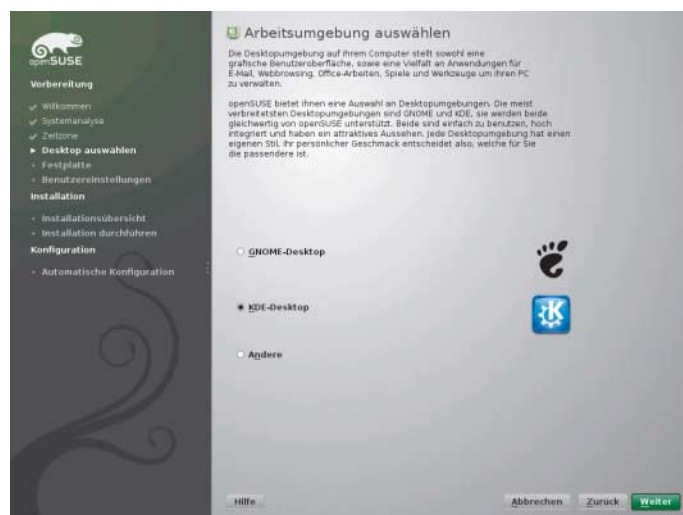 openSUSE
Vorbereitung
Willkommen
Systemanalyse
Zeitzone
Desktop auswählen
Festplatte
Benutzereinstellungen
Installation
Installationsübersicht
Installation durchführen
Konfiguration
Automatische Konfiguration
Arbeitsumgebung auswählen
Die Desktopumgebung auf Ihrem Computer stellt sowohl eine
grafische Benutzeroberfläche, sowie eine Vielfalt an Anwendungen für
E-Mail, Webbrowsing, Office-Arbeiten, Spiele und Werkzeuge um ihren PC
zu verwalten.
openSUSE bietet Ihnen eine Auswahl an Desktopumgebungen. Die meist
verbreitetsten Desktopumgebungen sind GNOME und KDE, sie werden beide
gleichwertig von openSUSE unterstützt. Beide sind einfach zu benutzen, hoch
integriert und haben ein attraktives Aussehen. Jede Desktopumgebung hat einen
eigenen Stil. Ihr persönlicher Geschmack entscheidet also, welche für Sie
die passendere ist.
GNOME-Desktop
KDE-Desktop
K
Andere
Hilfe
Abbrechen
Zurück
Weiter